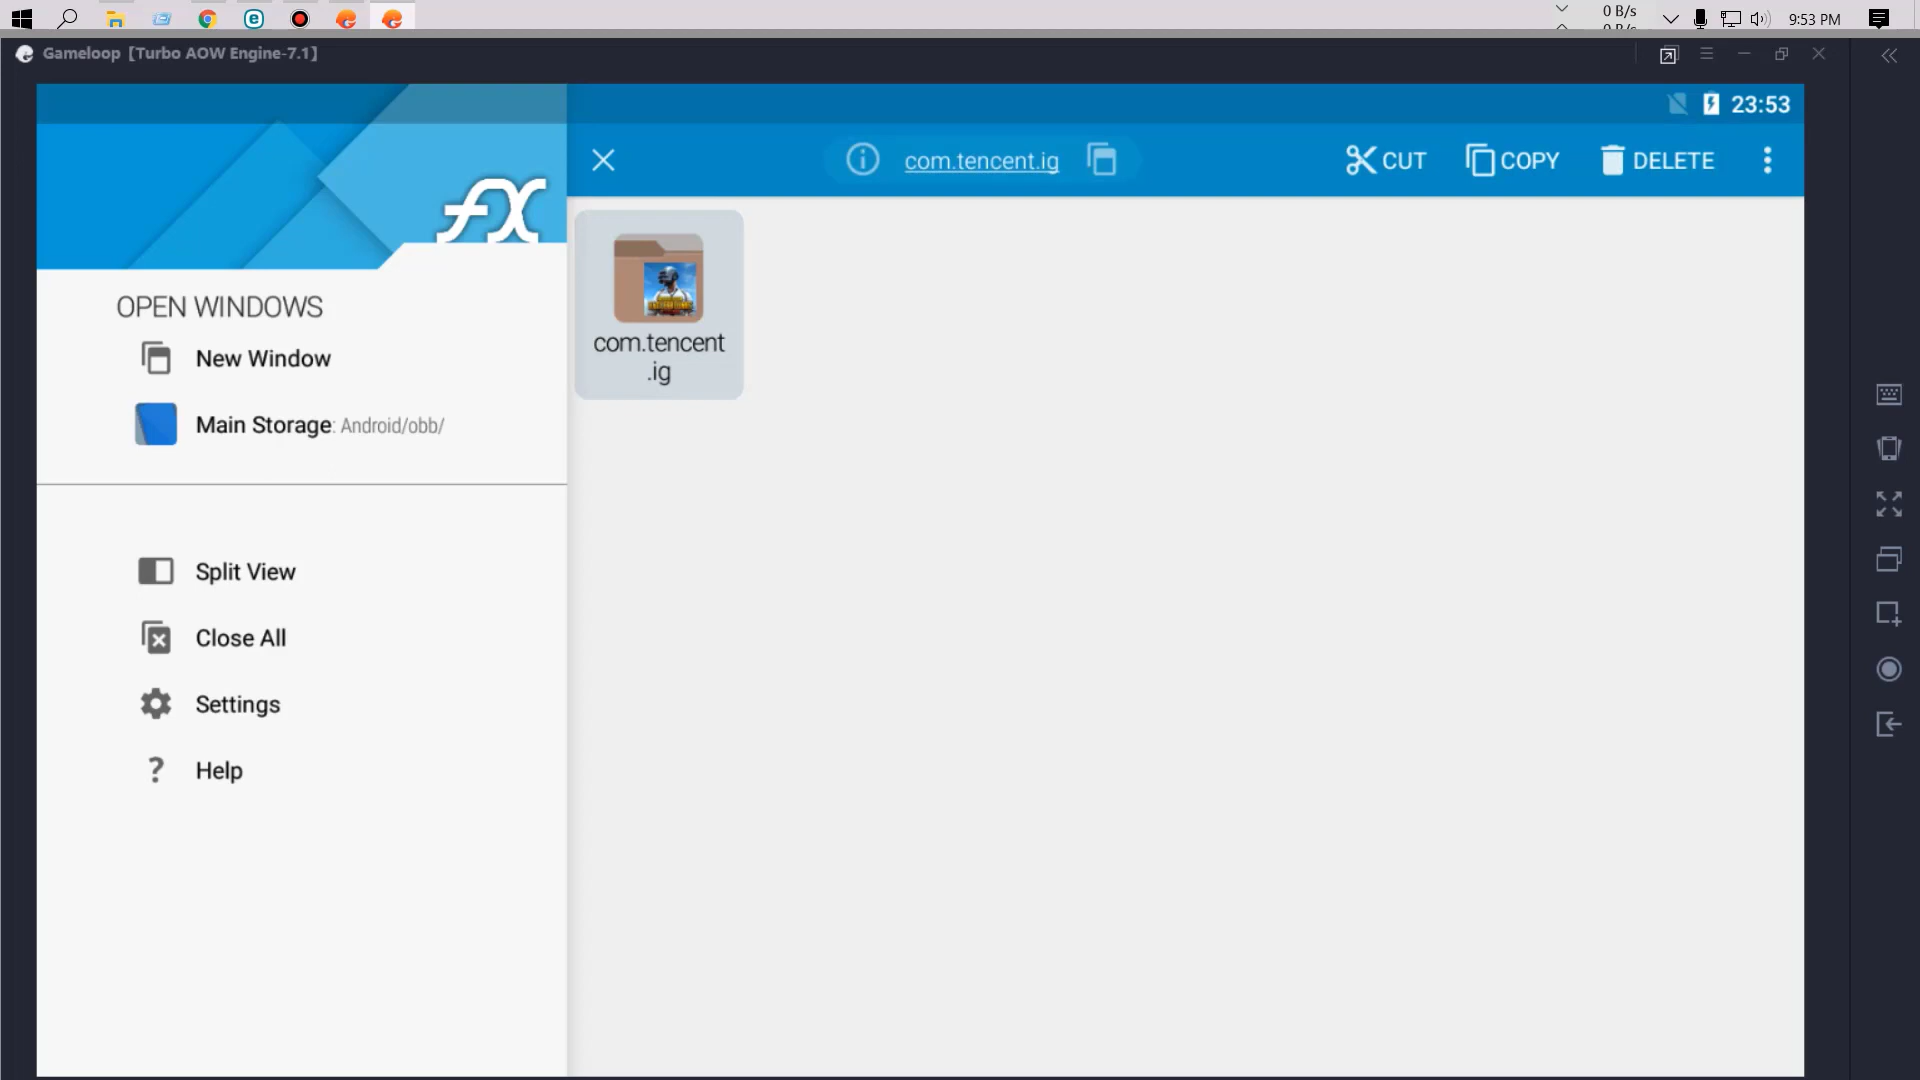 0 B/s
9:53 PM
Gameloop [Turbo AOW Engine-7.1]
23:53
fX
com.tencent.ig
CUT
COPY
DELETE
OPEN WINDOWS
New Window
Main Storage: Android/obb/
Split View
Close All
Settings
Help
com.tencent
.ig